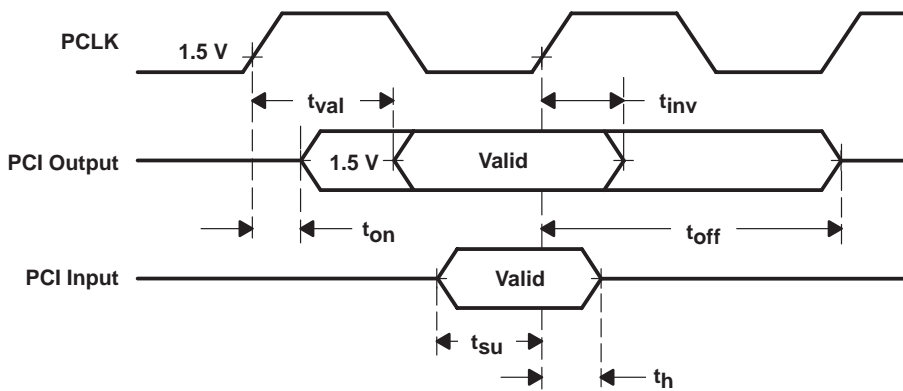 PCLK
1.5 V
tval
tinv
PCI Output
1.5 V
Valid
ton
toff
PCI Input
Valid
tsu
th